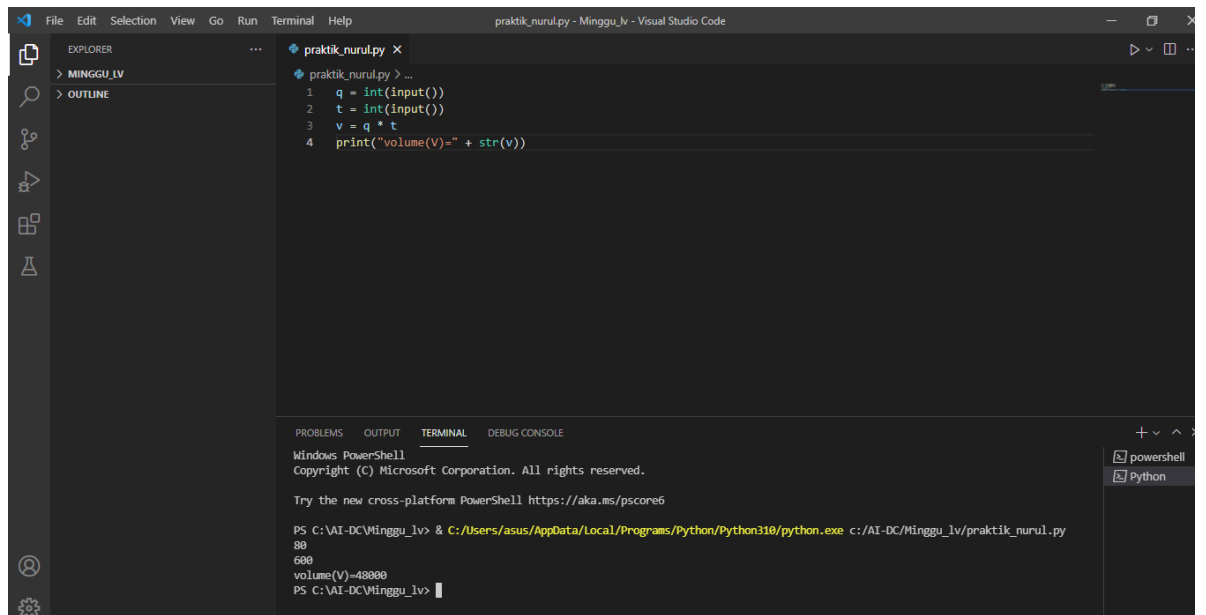 File Edit Selection View Go Run Terminal Help praktik_nurul.py - Minggu_lv - Visual Studio Code
EXPLORER
praktik_nurul.py
> MINGGU_LV
> OUTLINE
praktik_nurul.py > ...
1 q = int(input())
2 t = int(input())
3 v = q * t
4 print("volume(V)=" + str(v))
PROBLEMS OUTPUT TERMINAL DEBUG CONSOLE
Windows PowerShell
Copyright (C) Microsoft Corporation. All rights reserved.
Try the new cross-platform PowerShell https://aka.ms/pscore6
PS C:\AI-DC\Minggu_lv> & C:/Users/asus/AppData/Local/Programs/Python/Python310/python.exe c:/AI-DC/Minggu_lv/praktik_nurul.py
80
600
volume(V)=48000
PS C:\AI-DC\Minggu_lv>
powershell
Python